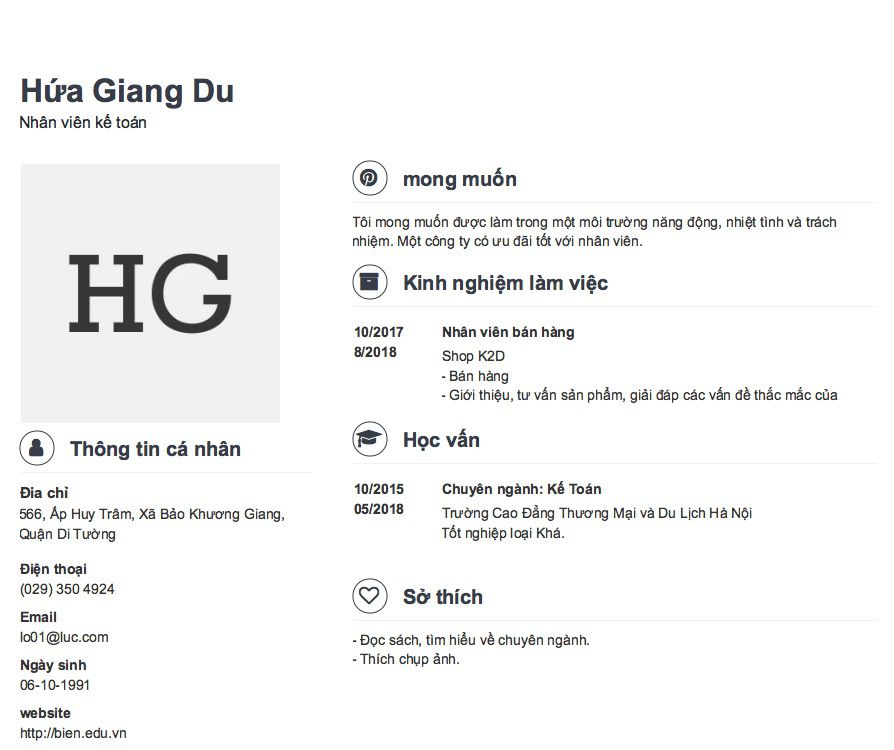 Hứa Giang Du
Nhân viên kế toán
HG
Thông tin cá nhân
Đia chỉ
566, Ấp Huy Trâm, Xã Bảo Khương Giang,
Quận Di Tường
Điện thoại
(029) 350 4924
Email
lo01@luc.com
Ngày sinh
06-10-1991
website
http://bien.edu.vn
mong muốn
Tôi mong muốn được làm trong một môi trường năng động, nhiệt tình và trách
nhiệm. Một công ty có ưu đãi tốt với nhân viên.
Kinh nghiệm làm việc
10/2017
8/2018
Nhân viên bán hàng
Shop K2D
- Bán hàng
- Giới thiệu, tư vấn sản phẩm, giải đáp các vấn đề thắc mắc của
Học vấn
10/2015
05/2018
Chuyên ngành: Kế Toán
Trường Cao Đẳng Thương Mại và Du Lịch Hà Nội
Tốt nghiệp loại Khá.
Sở thích
- Đọc sách, tìm hiểu về chuyên ngành.
- Thích chụp ảnh.